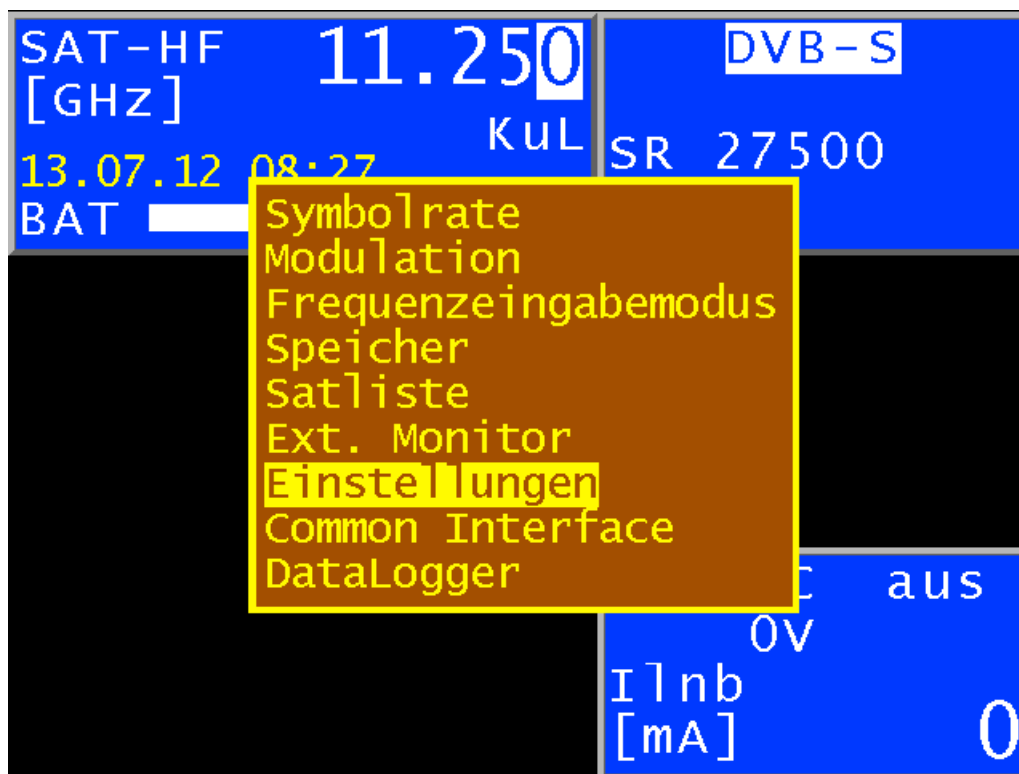 SAT-HF 11.250
[GHz]
KuL
13.07.12 08:27
BAT
DVB-S
SR 27500
Symbolrate
Modulation
Frequenzeingabemodus
Speicher
Satliste
Ext. Monitor
Einstellungen
Common Interface
DataLogger
aus
0V
Ilnb
[mA] 0